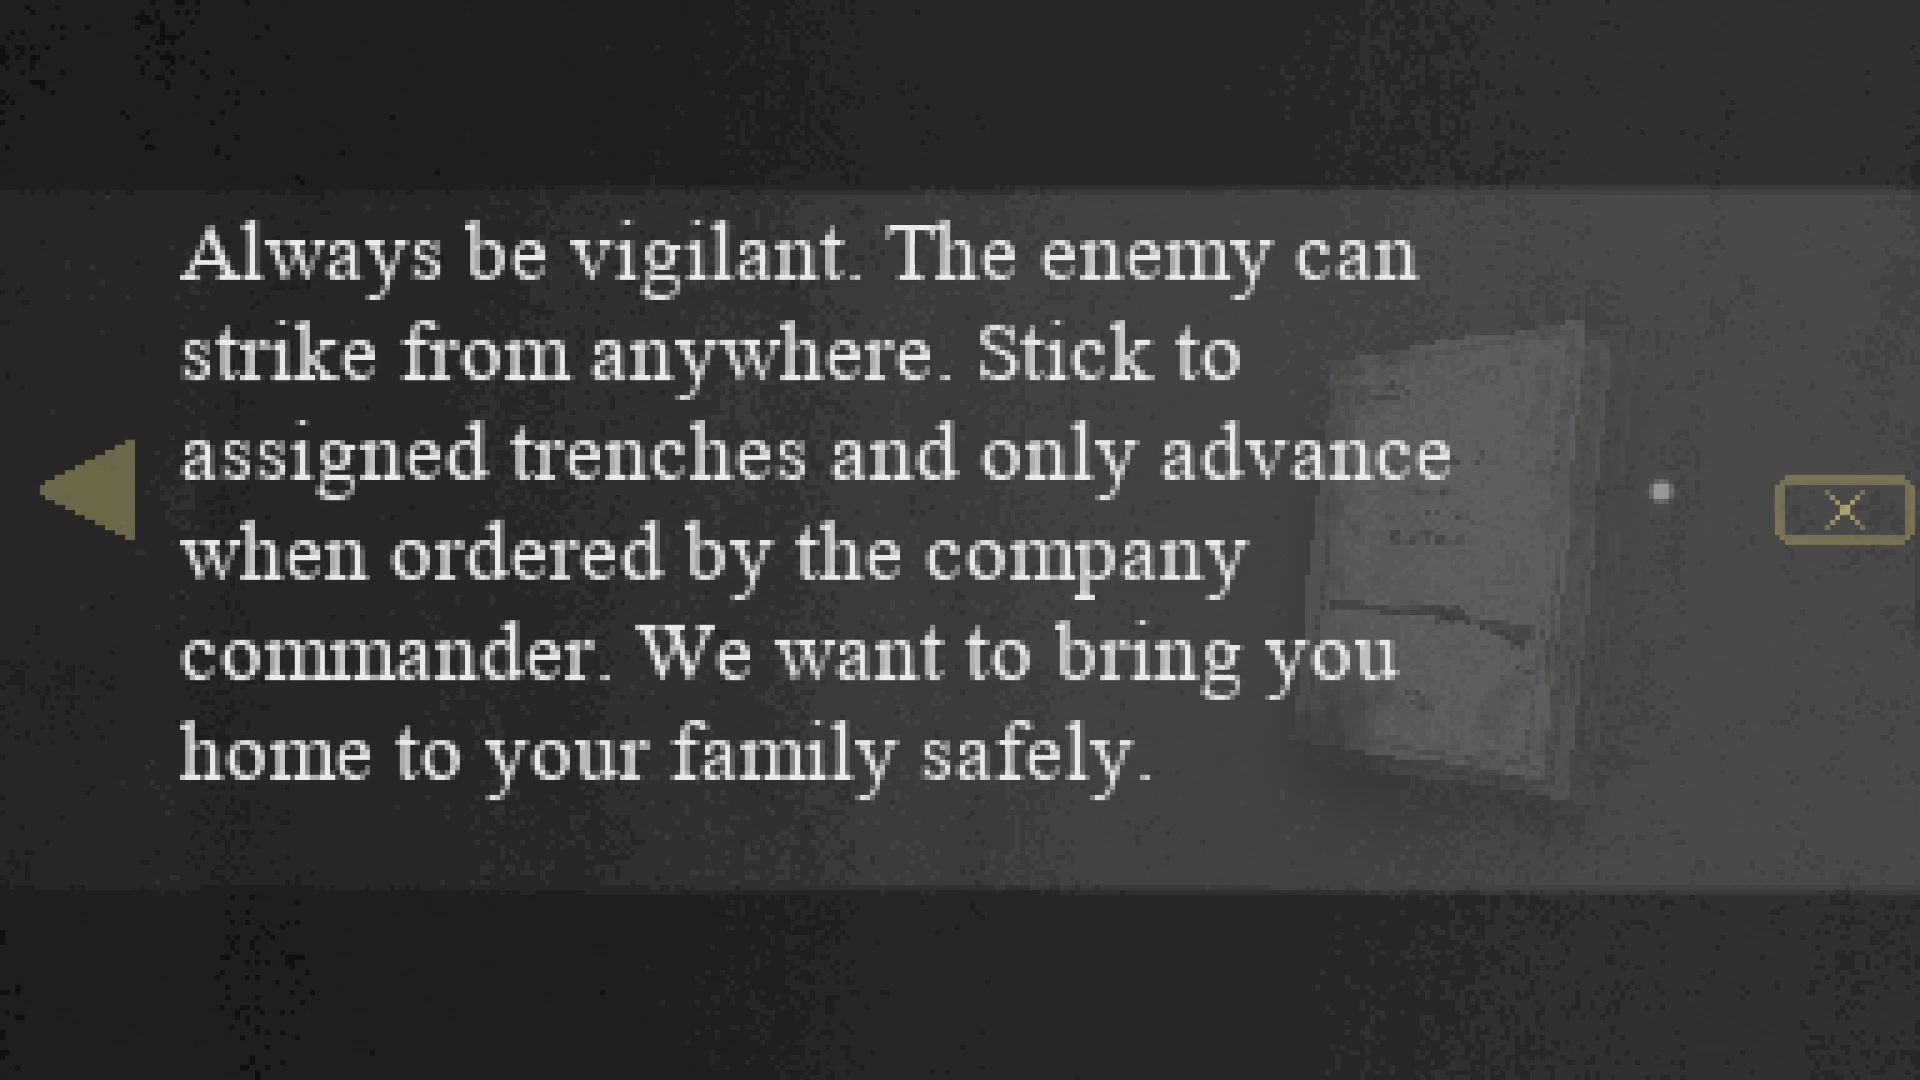 Always be vigilant. The enemy can
strike from anywhere. Stick to
assigned trenches and only advance
when ordered by the company
commander. We want to bring you
home to your family safely.